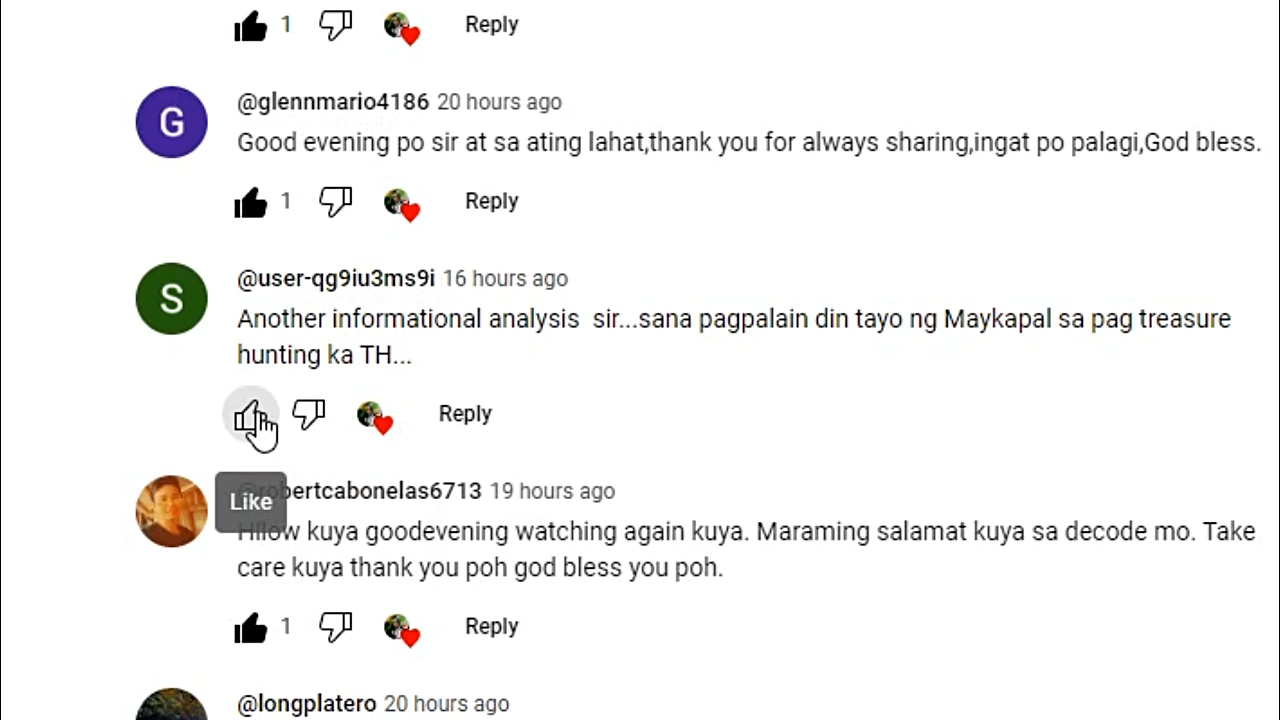 1 Reply
G
@glennmario4186 20 hours ago
Good evening po sir at sa ating lahat,thank you for always sharing,ingat po palagi,God bless.
1 Reply
S
@user-qg9iu3ms9i 16 hours ago
Another informational analysis sir...sana pagpalain din tayo ng Maykapal sa pag treasure
hunting ka TH...
Reply
@robertcabonelas6713 19 hours ago
Like
Hilow kuya goodevening watching again kuya. Maraming salamat kuya sa decode mo. Take
care kuya thank you poh god bless you poh.
1 Reply
@longplatero 20 hours ago